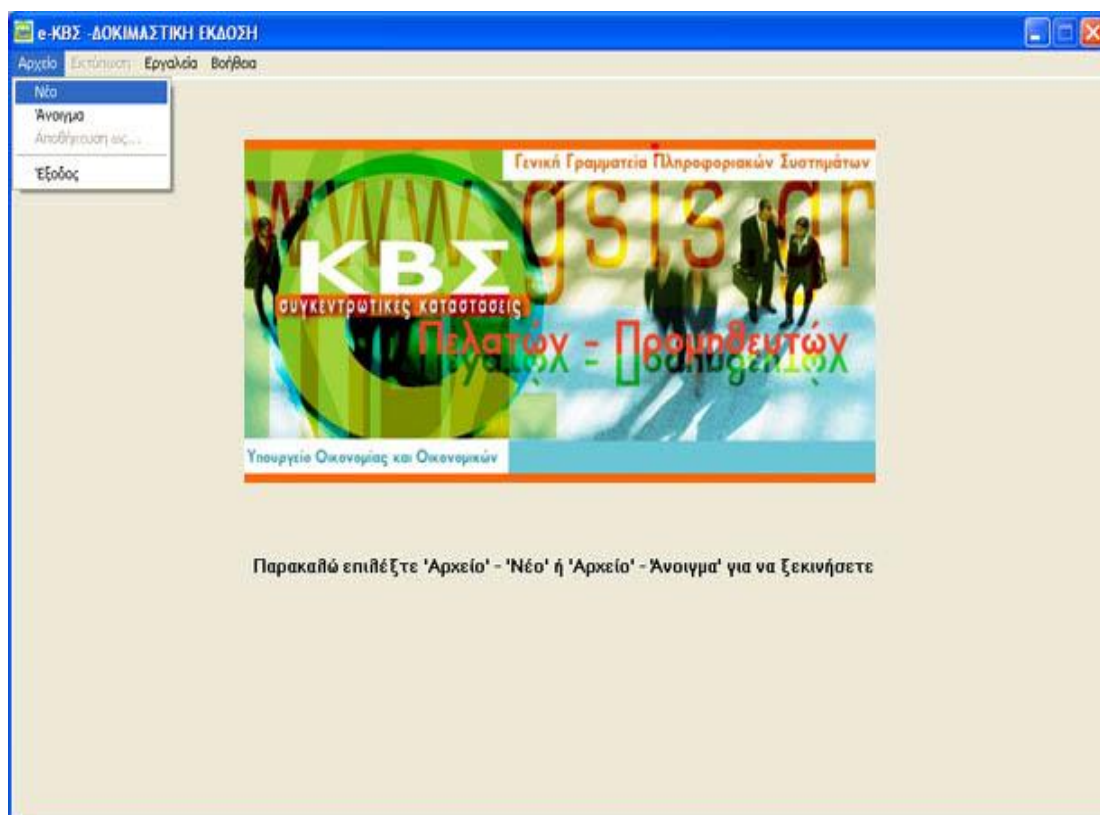 e-ΚΒΣ -ΔΟΚΙΜΑΣΤΙΚΗ ΕΚΔΟΣΗ
Αρχείο Εκτύπωση Εργαλεία Βοήθεια
Νέο
Άνοιγμα
Αποθήκευση ως...
Έξοδος
Γενική Γραμματεία Πληροφοριακών Συστημάτων
www.gsis.gr
ΚΒΣ
συγκεντρωτικές καταστάσεις
Πελατών - Προμηθευτών
Υπουργείο Οικονομίας και Οικονομικών
Παρακαλώ επιλέξτε 'Αρχείο' - 'Νέο' ή 'Αρχείο' - Άνοιγμα' για να ξεκινήσετε